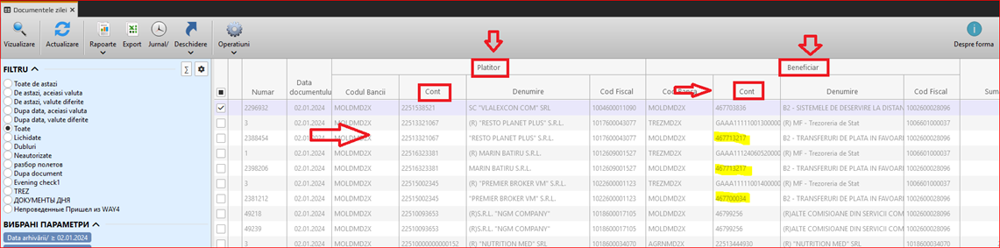 Documentele zilei ×
Vizualizare Actualizare Rapoarte Export Jurnal/ Deschidere Operatiuni Despre forma
FILTRU
Toate de astazi
De astazi, aceiasi valuta
De astazi, valute diferite
Dupa data, aceiasi valuta
Dupa data, valute diferite
Toate
Lichidate
Dubluri
Neautorizate
разбор полетов
Dupa document
Evening check1
TREZ
ДОКУМЕНТЫ ДНЯ
Непроведенные Пришел из WAY4
ВИБРАНІ ПАРАМЕТРИ
Data arhivării/ ≥ 02.01.2024
Platitor Beneficiar
Numar Data documentulu Codul Bancii Cont Denumire Cod Fiscal Cod Banca Cont Denumire Cod Fiscal Sum
2296932 02.01.2024 MOLDMD2X 2251538521 SC "VLALEXCON COM" SRL 1004600011090 MOLDMD2X 467703836 B2 - SISTEMELE DE DESERVIRE LA DISTAN 1002600028096
3 02.01.2024 MOLDMD2X 22513321067 (R) "RESTO PLANET PLUS" S.R.L. 1017600043077 TREZMD2X (R) MF - Trezoreria de Stat 1006601000037
2388454 02.01.2024 MOLDMD2X 22513321067 "RESTO PLANET PLUS" S.R.L. 1017600043077 MOLDMD2X 467713217 B2 - TRANSFERURI DE PLATA IN FAVOAR 1002600028096
1 02.01.2024 MOLDMD2X 22516323381 (R) MARIN BATIRU S.R.L. 1012609001527 TREZMD2X (R) MF - Trezoreria de Stat 1006601000037
2398206 02.01.2024 MOLDMD2X 22516323381 MARIN BATIRU S.R.L. 1012609001527 MOLDMD2X 467713217 B2 - TRANSFERURI DE PLATA IN FAVOAR 1002600028096
3 02.01.2024 MOLDMD2X 22515002345 (R) "PREMIER BROKER VM" S.R.L. 1022600001123 TREZMD2X (R) MF - Trezoreria de Stat 1006601000037
2381212 02.01.2024 MOLDMD2X 22515002345 "PREMIER BROKER VM" S.R.L. 1022600001123 MOLDMD2X 467700034 B2 - TRANSFERURI DE PLATA IN FAVOAR 1002600028096
49218 02.01.2024 MOLDMD2X 22510093653 (R)S.R.L. "NGM COMPANY" 1018600017105 MOLDMD2X 46799256 (R)ALTE COMISIOANE DIN SERVICII COM 1002600028096
49239 02.01.2024 MOLDMD2X 22510093653 (R)S.R.L. "NGM COMPANY" 1018600017105 MOLDMD2X 46799256 (R)ALTE COMISIOANE DIN SERVICII COM 1002600028096
3 02.01.2024 MOLDMD2X (R) "NUTRITION MED" SRL 1018600034070 AGRNMD2X 22513444930 (R) "NUTRITION MED" SRL 1018600034070